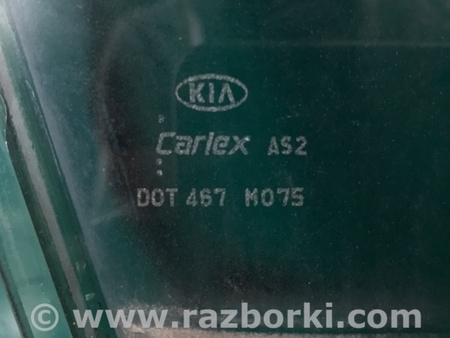 KIA
Carlex AS2
DOT 467 M075
© www.razborki.com